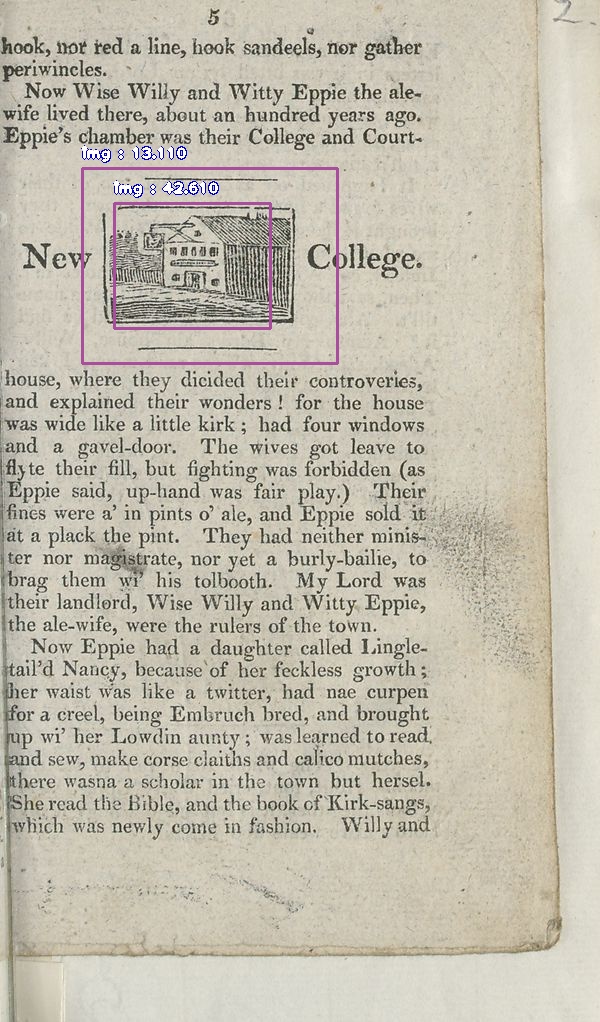 5
2.
hook, nor red a line, hook sandeels, nor gather
periwincles.
Now Wise Willy and Witty Eppie the ale-
wife lived there, about an hundred years ago.
Eppie's chamber was their College and Court-
img : 13.110
img : 42.610
New College.
house, where they dicided their controveries,
and explained their wonders ! for the house
was wide like a little kirk ; had four windows
and a gavel-door. The wives got leave to
flyte their fill, but fighting was forbidden (as
Eppie said, up-hand was fair play.) Their
fines were a' in pints o' ale, and Eppie sold it
at a plack the pint. They had neither minis-
ter nor magistrate, nor yet a burly-bailie, to
brag them wi' his tolbooth. My Lord was
their landlord, Wise Willy and Witty Eppie,
the ale-wife, were the rulers of the town.
Now Eppie had a daughter called Lingle-
tail'd Nancy, because of her feckless growth ;
her waist was like a twitter, had nae curpen
for a creel, being Embruch bred, and brought
up wi' her Lowdin aunty ; was learned to read,
and sew, make corse claiths and calico mutches,
there wasna a scholar in the town but hersel.
She read the Bible, and the book of Kirk-sangs,
which was newly come in fashion. Willy and